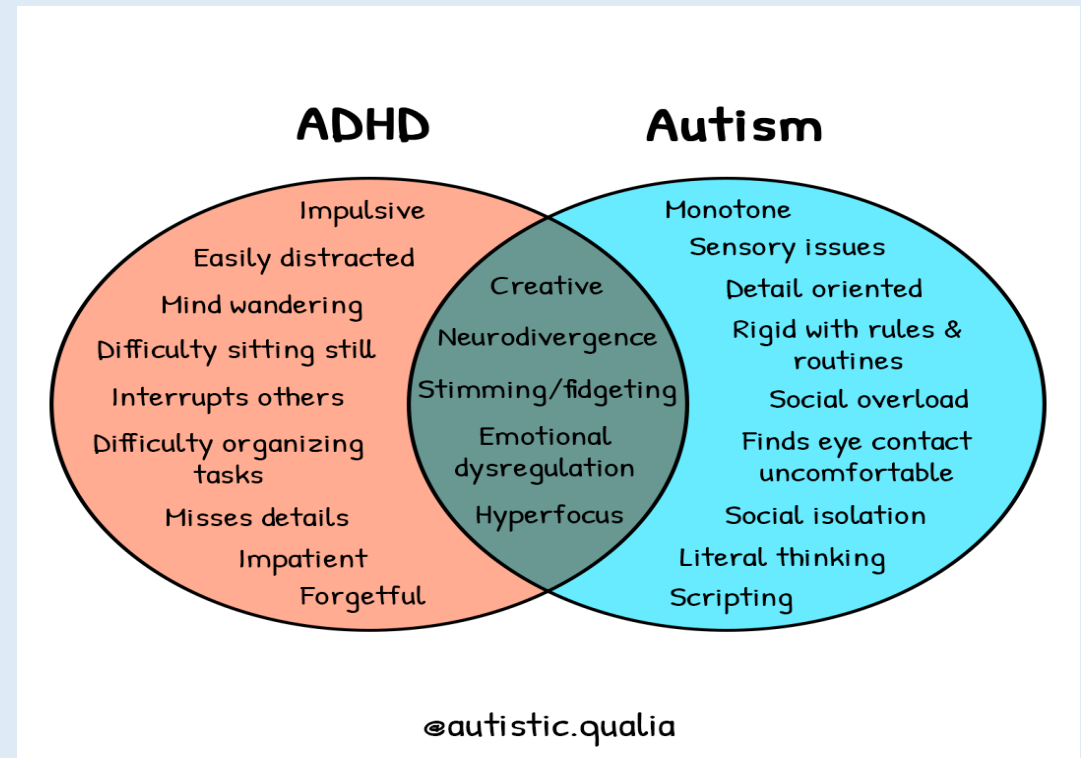 ADHD
Autism
Impulsive
Easily distracted
Mind wandering
Difficulty sitting still
Interrupts others
Difficulty organizing
tasks
Misses details
Impatient
Forgetful
Creative
Neurodivergence
Stimming/fidgeting
Emotional
dysregulation
Hyperfocus
Monotone
Sensory issues
Detail oriented
Rigid with rules &
routines
Social overload
Finds eye contact
uncomfortable
Social isolation
Literal thinking
Scripting
@autistic.qualia